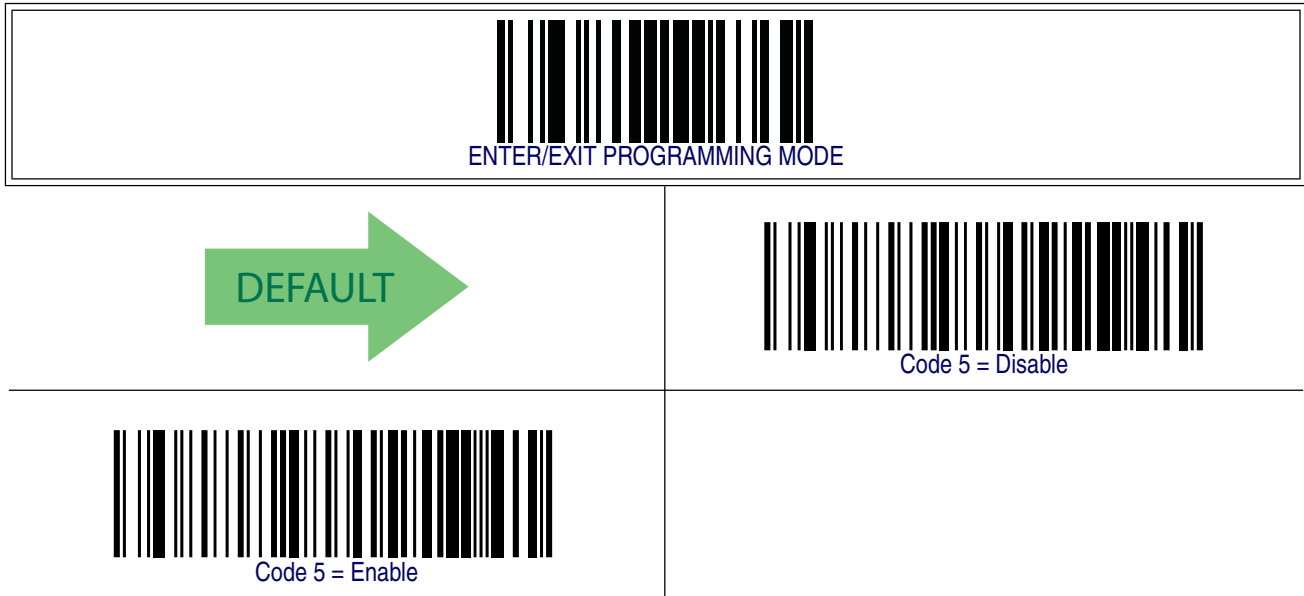 ENTER/EXIT PROGRAMMING MODE
DEFAULT
Code 5 = Disable
Code 5 = Enable